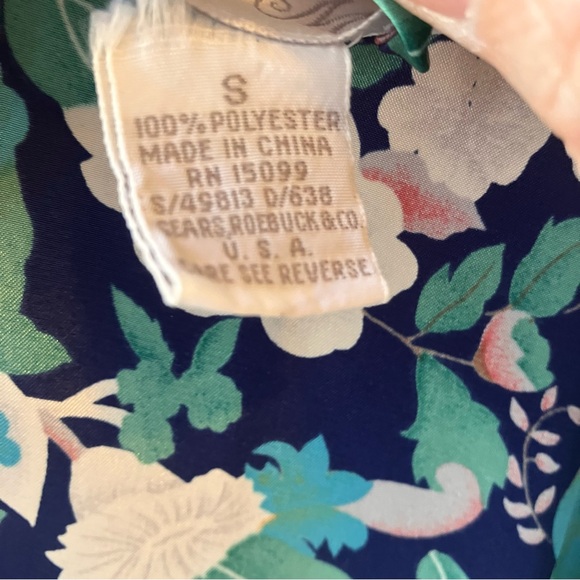 S
100% POLYESTER
MADE IN CHINA
RN 15099
S/49813 D/638
SEARS, ROEBUCK & CO.
U. S. A.
CARE SEE REVERSE